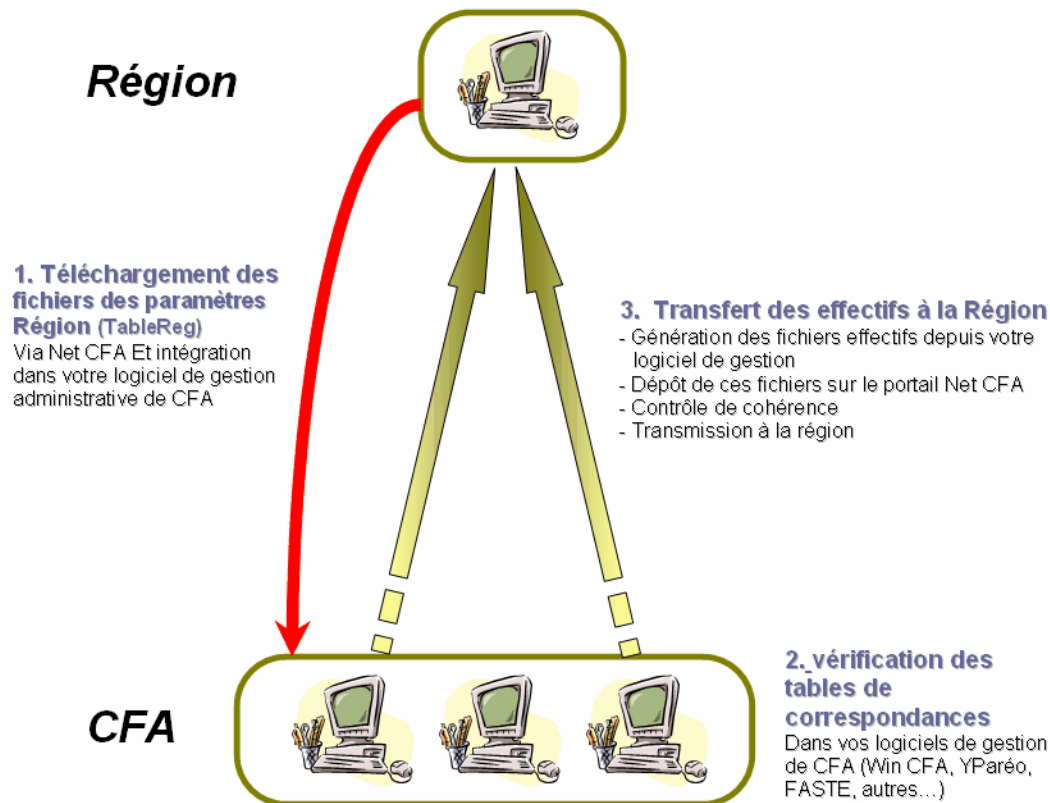 Région
1. Téléchargement des
fichiers des paramètres
Région (TableReg)
Via Net CFA Et intégration
dans votre logiciel de gestion
administrative de CFA
3. Transfert des effectifs à la Région
- Génération des fichiers effectifs depuis votre
logiciel de gestion
- Dépôt de ces fichiers sur le portail Net CFA
- Contrôle de cohérence
- Transmission à la région
CFA
2. vérification des
tables de
correspondances
Dans vos logiciels de gestion
de CFA (Win CFA, YParéo,
FASTE, autres…)